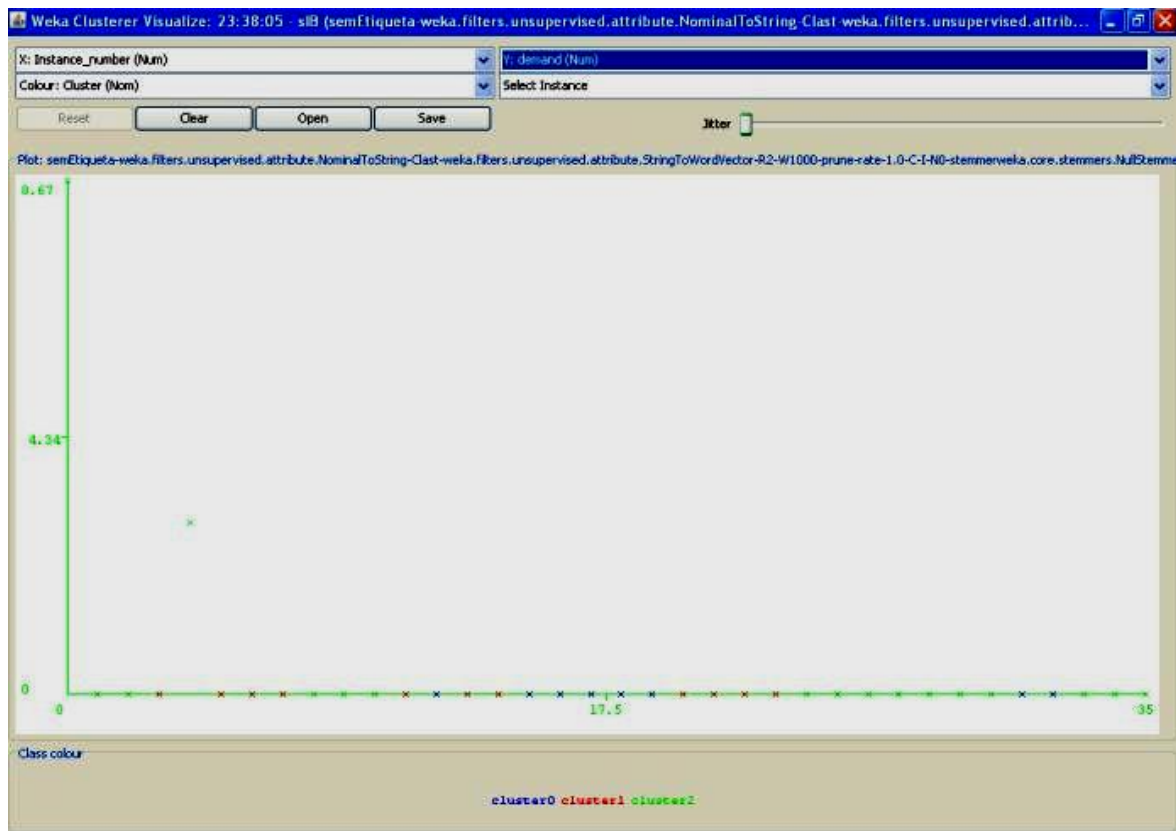 Weka Clusterer Visualize: 23:38:05 - sIB (semEtiqueta-weka.filters.unsupervised.attribute.NominalToString-Clast-weka.filters.unsupervised.attrib...
X: Instance_number (Num) Y: demand (Num)
Colour: Cluster (Nom) Select Instance
Reset Clear Open Save Jitter
Plot: semEtiqueta-weka.filters.unsupervised.attribute.NominalToString-Clast-weka.filters.unsupervised.attribute.StringToWordVector-R2-W1000-prune-rate-1.0-C-I-N0-stemmerweka.core.stemmers.NullStemme
8.67
4.34
0
0 17.5 35
Class colour
cluster0 cluster1 cluster2